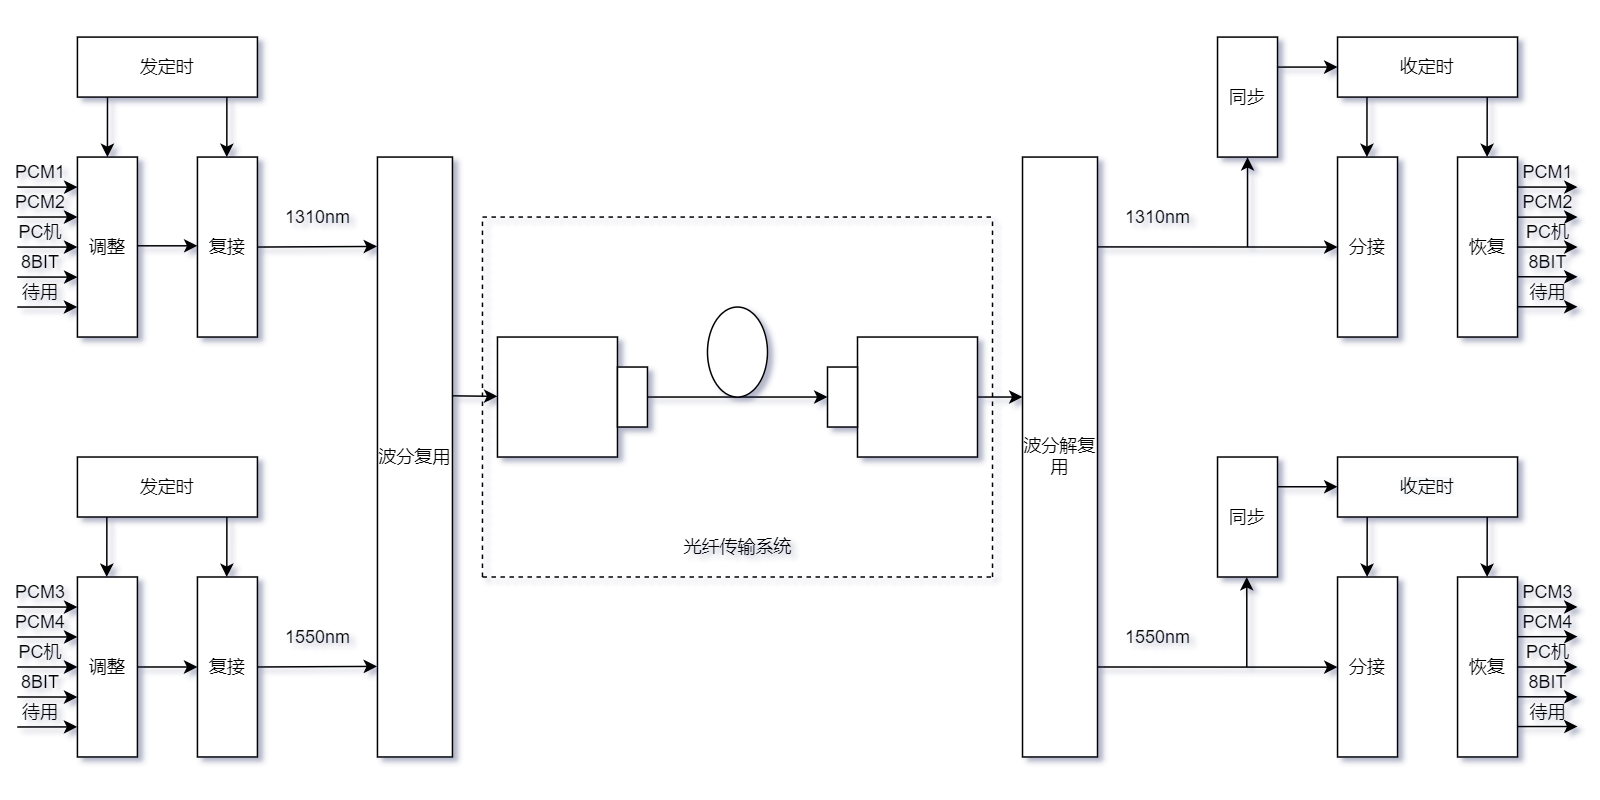 发定时
PCM1
PCM2
PC机
8BIT
待用
调整
复接
1310nm
发定时
PCM3
PCM4
PC机
8BIT
待用
调整
复接
1550nm
波分复用
光纤传输系统
波分解复
用
1310nm
同步
收定时
分接
恢复
PCM1
PCM2
PC机
8BIT
待用
1550nm
同步
收定时
分接
恢复
PCM3
PCM4
PC机
8BIT
待用